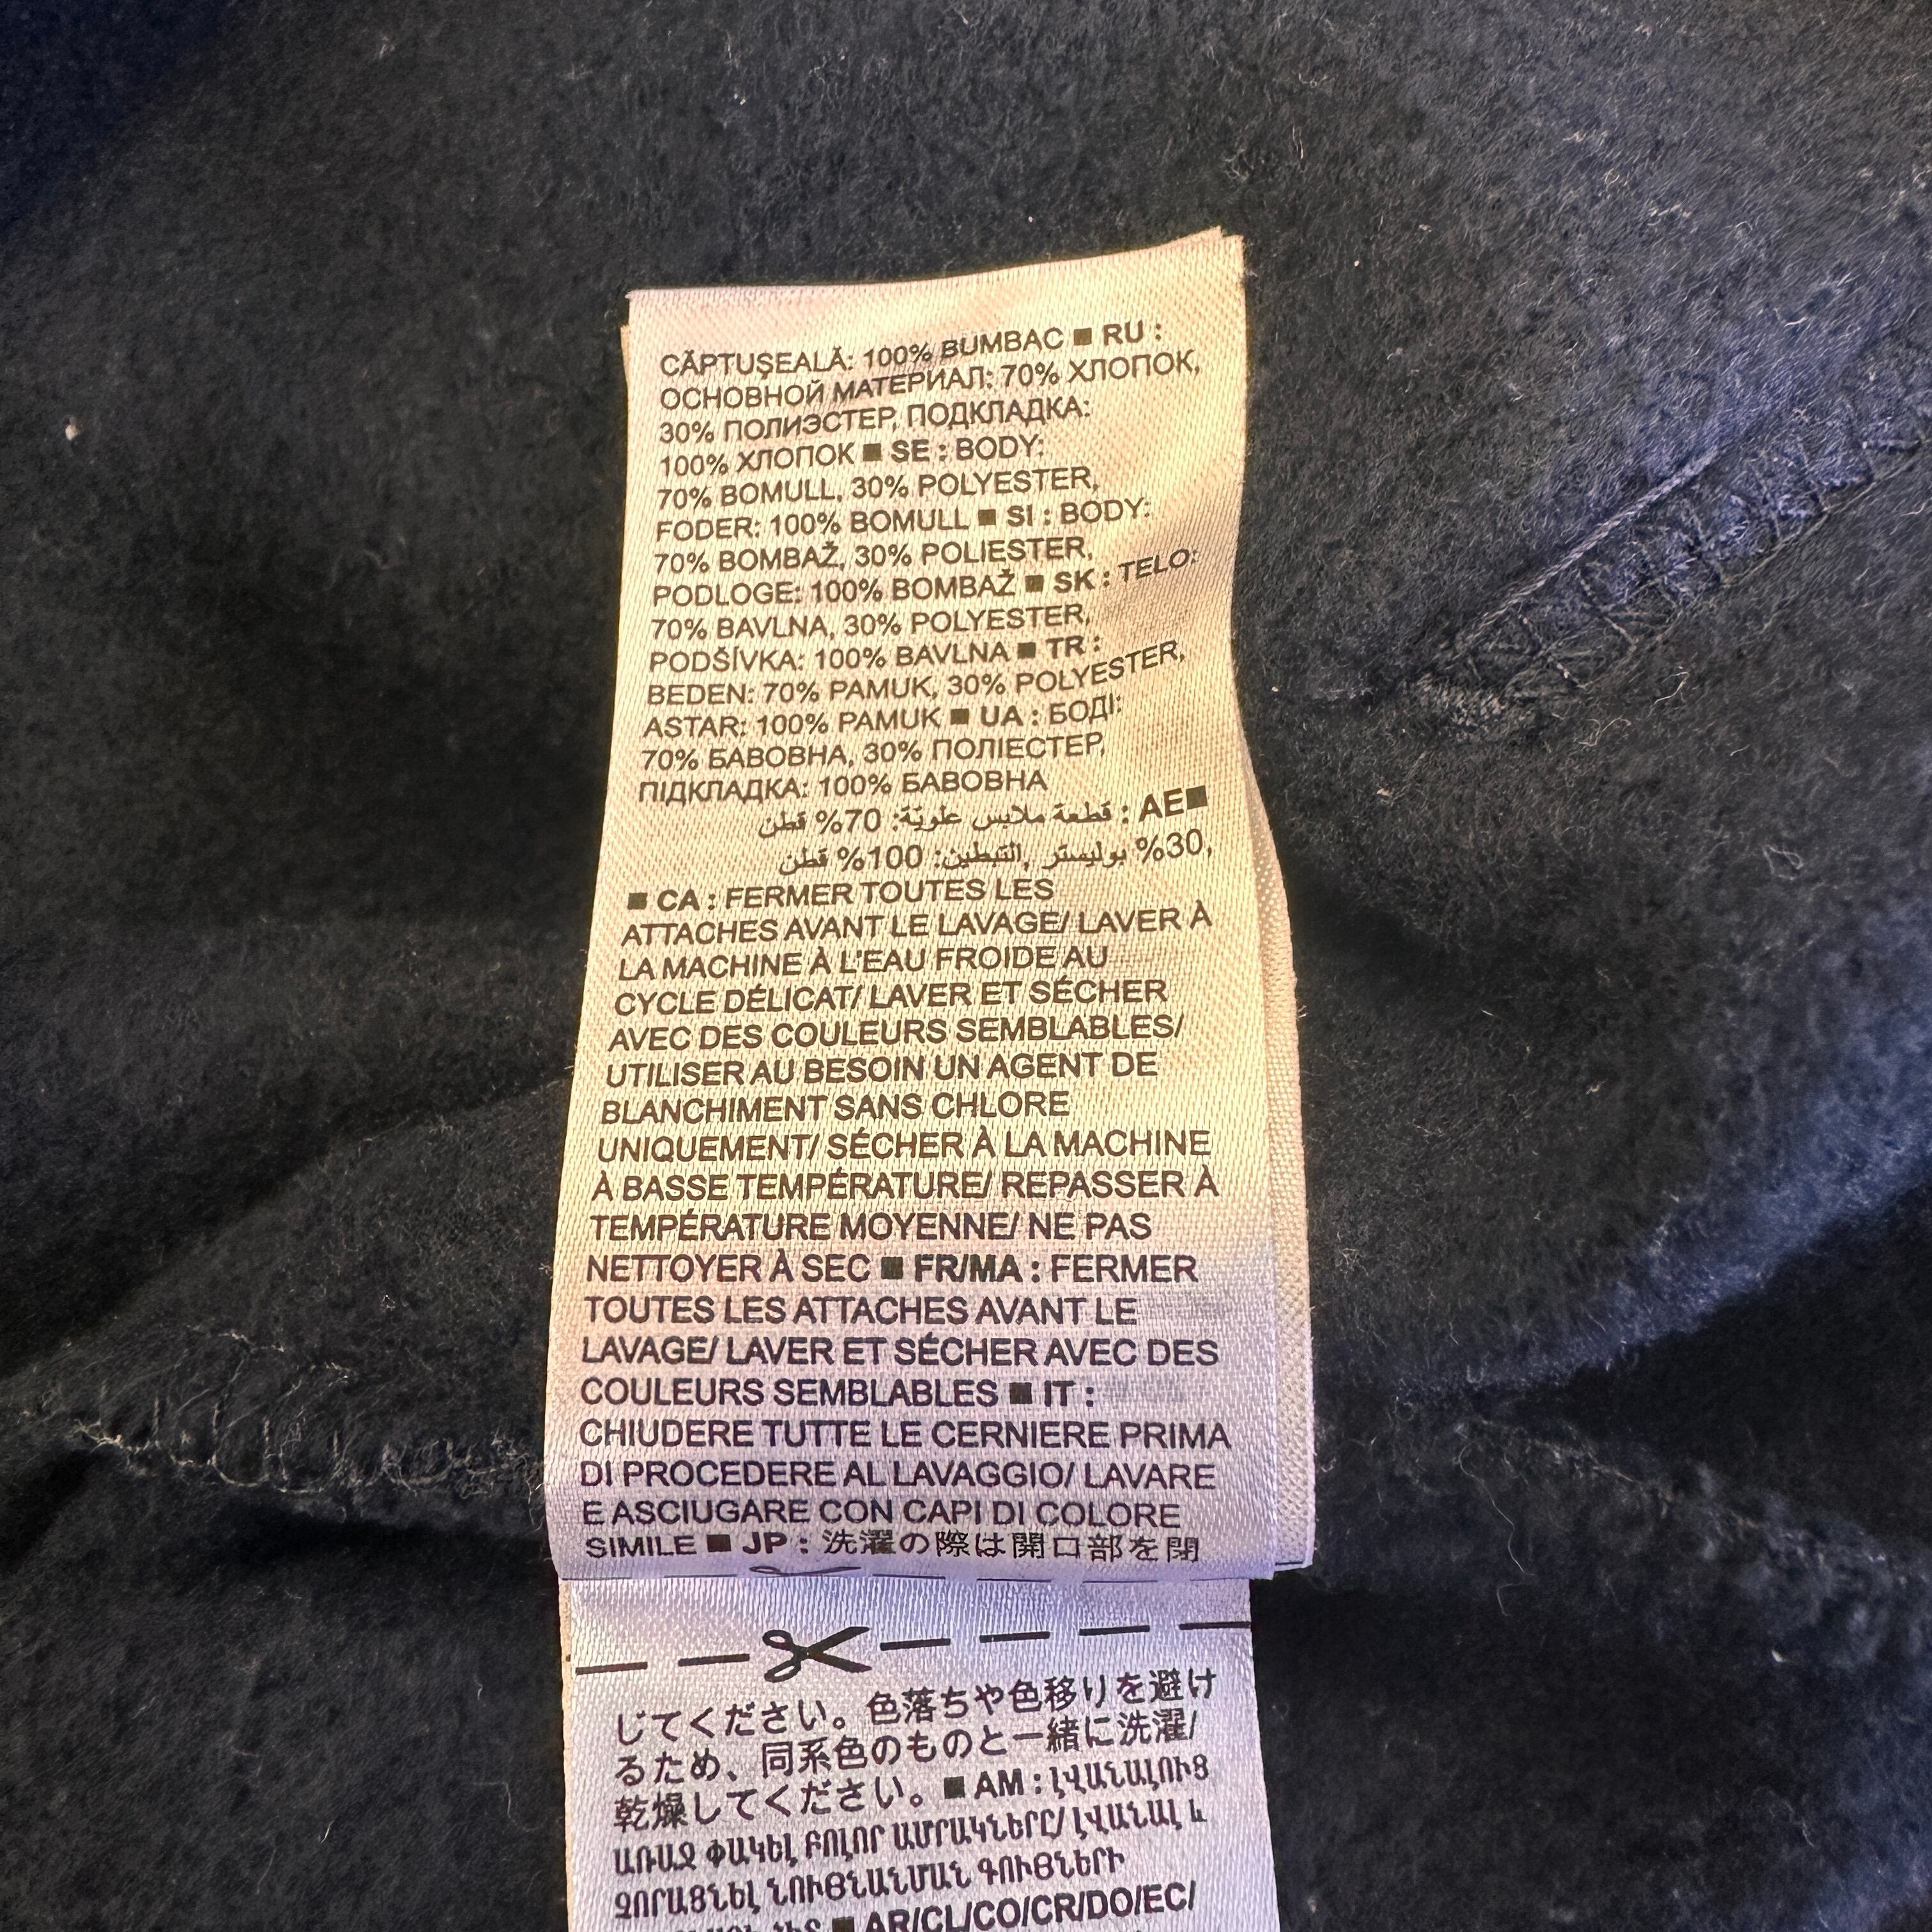 CĂPTUȘEALĂ: 100% BUMBAC ■ RU :
ОСНОВНОЙ МАТЕРИАЛ: 70% ХЛОПОК,
30% ПОЛИЭСТЕР, ПОДКЛАДКА:
100% ХЛОПОК ■ SE : BODY:
70% BOMULL, 30% POLYESTER,
FODER: 100% BOMULL ■ SI : BODY:
70% BOMBAŽ, 30% POLIESTER,
PODLOGE: 100% BOMBAŽ ■ SK : TELO:
70% BAVLNA, 30% POLYESTER,
PODŠÍVKA: 100% BAVLNA ■ TR :
BEDEN: 70% PAMUK, 30% POLYESTER,
ASTAR: 100% PAMUK ■ UA : БОДІ:
70% БАВОВНА, 30% ПОЛІЕСТЕР,
ПІДКЛАДКА: 100% БАВОВНА
■AE : قطعة ملابس علويّة: 70% قطن
,30% بوليستر ,التبطين: 100% قطن
■ CA : FERMER TOUTES LES
ATTACHES AVANT LE LAVAGE/ LAVER À
LA MACHINE À L'EAU FROIDE AU
CYCLE DÉLICAT/ LAVER ET SÉCHER
AVEC DES COULEURS SEMBLABLES/
UTILISER AU BESOIN UN AGENT DE
BLANCHIMENT SANS CHLORE
UNIQUEMENT/ SÉCHER À LA MACHINE
À BASSE TEMPÉRATURE/ REPASSER À
TEMPÉRATURE MOYENNE/ NE PAS
NETTOYER À SEC ■ FR/MA : FERMER
TOUTES LES ATTACHES AVANT LE
LAVAGE/ LAVER ET SÉCHER AVEC DES
COULEURS SEMBLABLES ■ IT :
CHIUDERE TUTTE LE CERNIERE PRIMA
DI PROCEDERE AL LAVAGGIO/ LAVARE
E ASCIUGARE CON CAPI DI COLORE
SIMILE ■ JP : 洗濯の際は開口部を閉
じてください。色落ちや色移りを避け
るため、同系色のものと一緒に洗濯/
乾燥してください。■ AM : ԼՎԱՆԱԼՈՒՑ
ԱՌԱՋ ՓԱԿԵԼ ԲՈԼՈՐ ԱՄՐԱԿՆԵՐԸ/ ԼՎԱՆԱԼ և
ՉՈՐԱՑՆԵԼ ՆՈՒՅՆԱՆՄԱՆ ԳՈՒՅՆԵՐԻ
■ AR/CL/CO/CR/DO/EC/